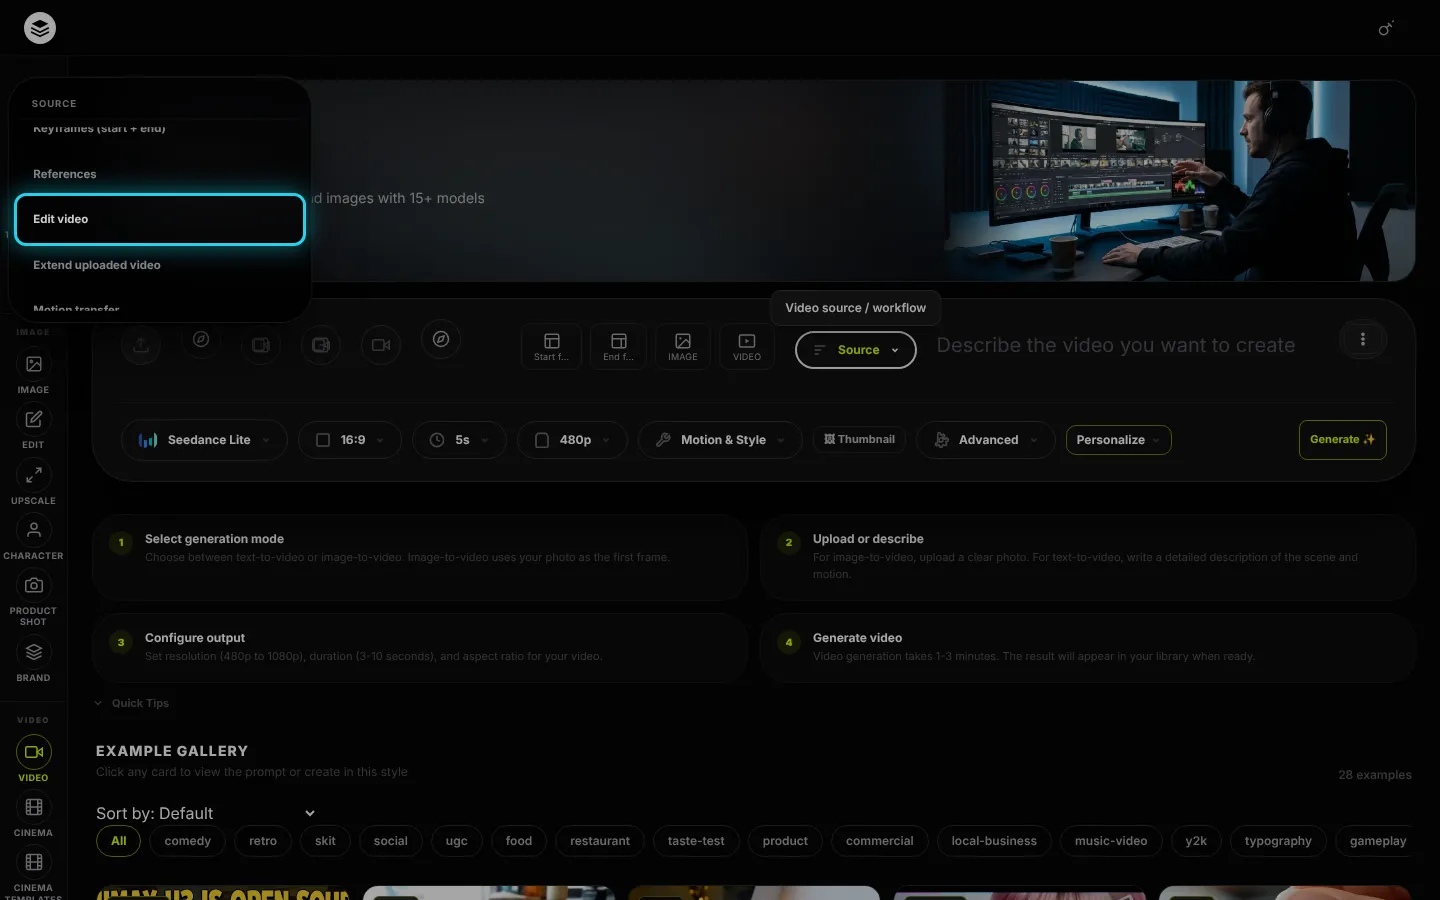 SOURCE
Keyframes (start + end)
References
Edit video
Extend uploaded video
Motion transfer
nd images with 15+ models
Video source / workflow
Start f...
End f...
IMAGE
VIDEO
Source
Describe the video you want to create
Seedance Lite
16:9
5s
480p
Motion & Style
Thumbnail
Advanced
Personalize
Generate ✨
IMAGE
IMAGE
EDIT
UPSCALE
CHARACTER
PRODUCT
SHOT
BRAND
VIDEO
VIDEO
CINEMA
CINEMA
TEMPLATES
1
Select generation mode
Choose between text-to-video or image-to-video. Image-to-video uses your photo as the first frame.
2
Upload or describe
For image-to-video, upload a clear photo. For text-to-video, write a detailed description of the scene and
motion.
3
Configure output
Set resolution (480p to 1080p), duration (3-10 seconds), and aspect ratio for your video.
4
Generate video
Video generation takes 1-3 minutes. The result will appear in your library when ready.
Quick Tips
EXAMPLE GALLERY
Click any card to view the prompt or create in this style
28 examples
Sort by: Default
All
comedy
retro
skit
social
ugc
food
restaurant
taste-test
product
commercial
local-business
music-video
y2k
typography
gameplay